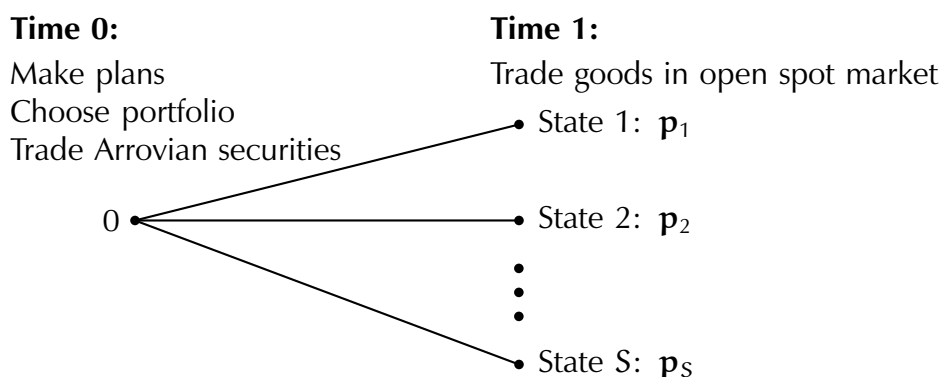 Time 0:
Make plans
Choose portfolio
Trade Arrovian securities
Time 1:
Trade goods in open spot market
0
State 1: p₁
State 2: p₂
State S: p_S